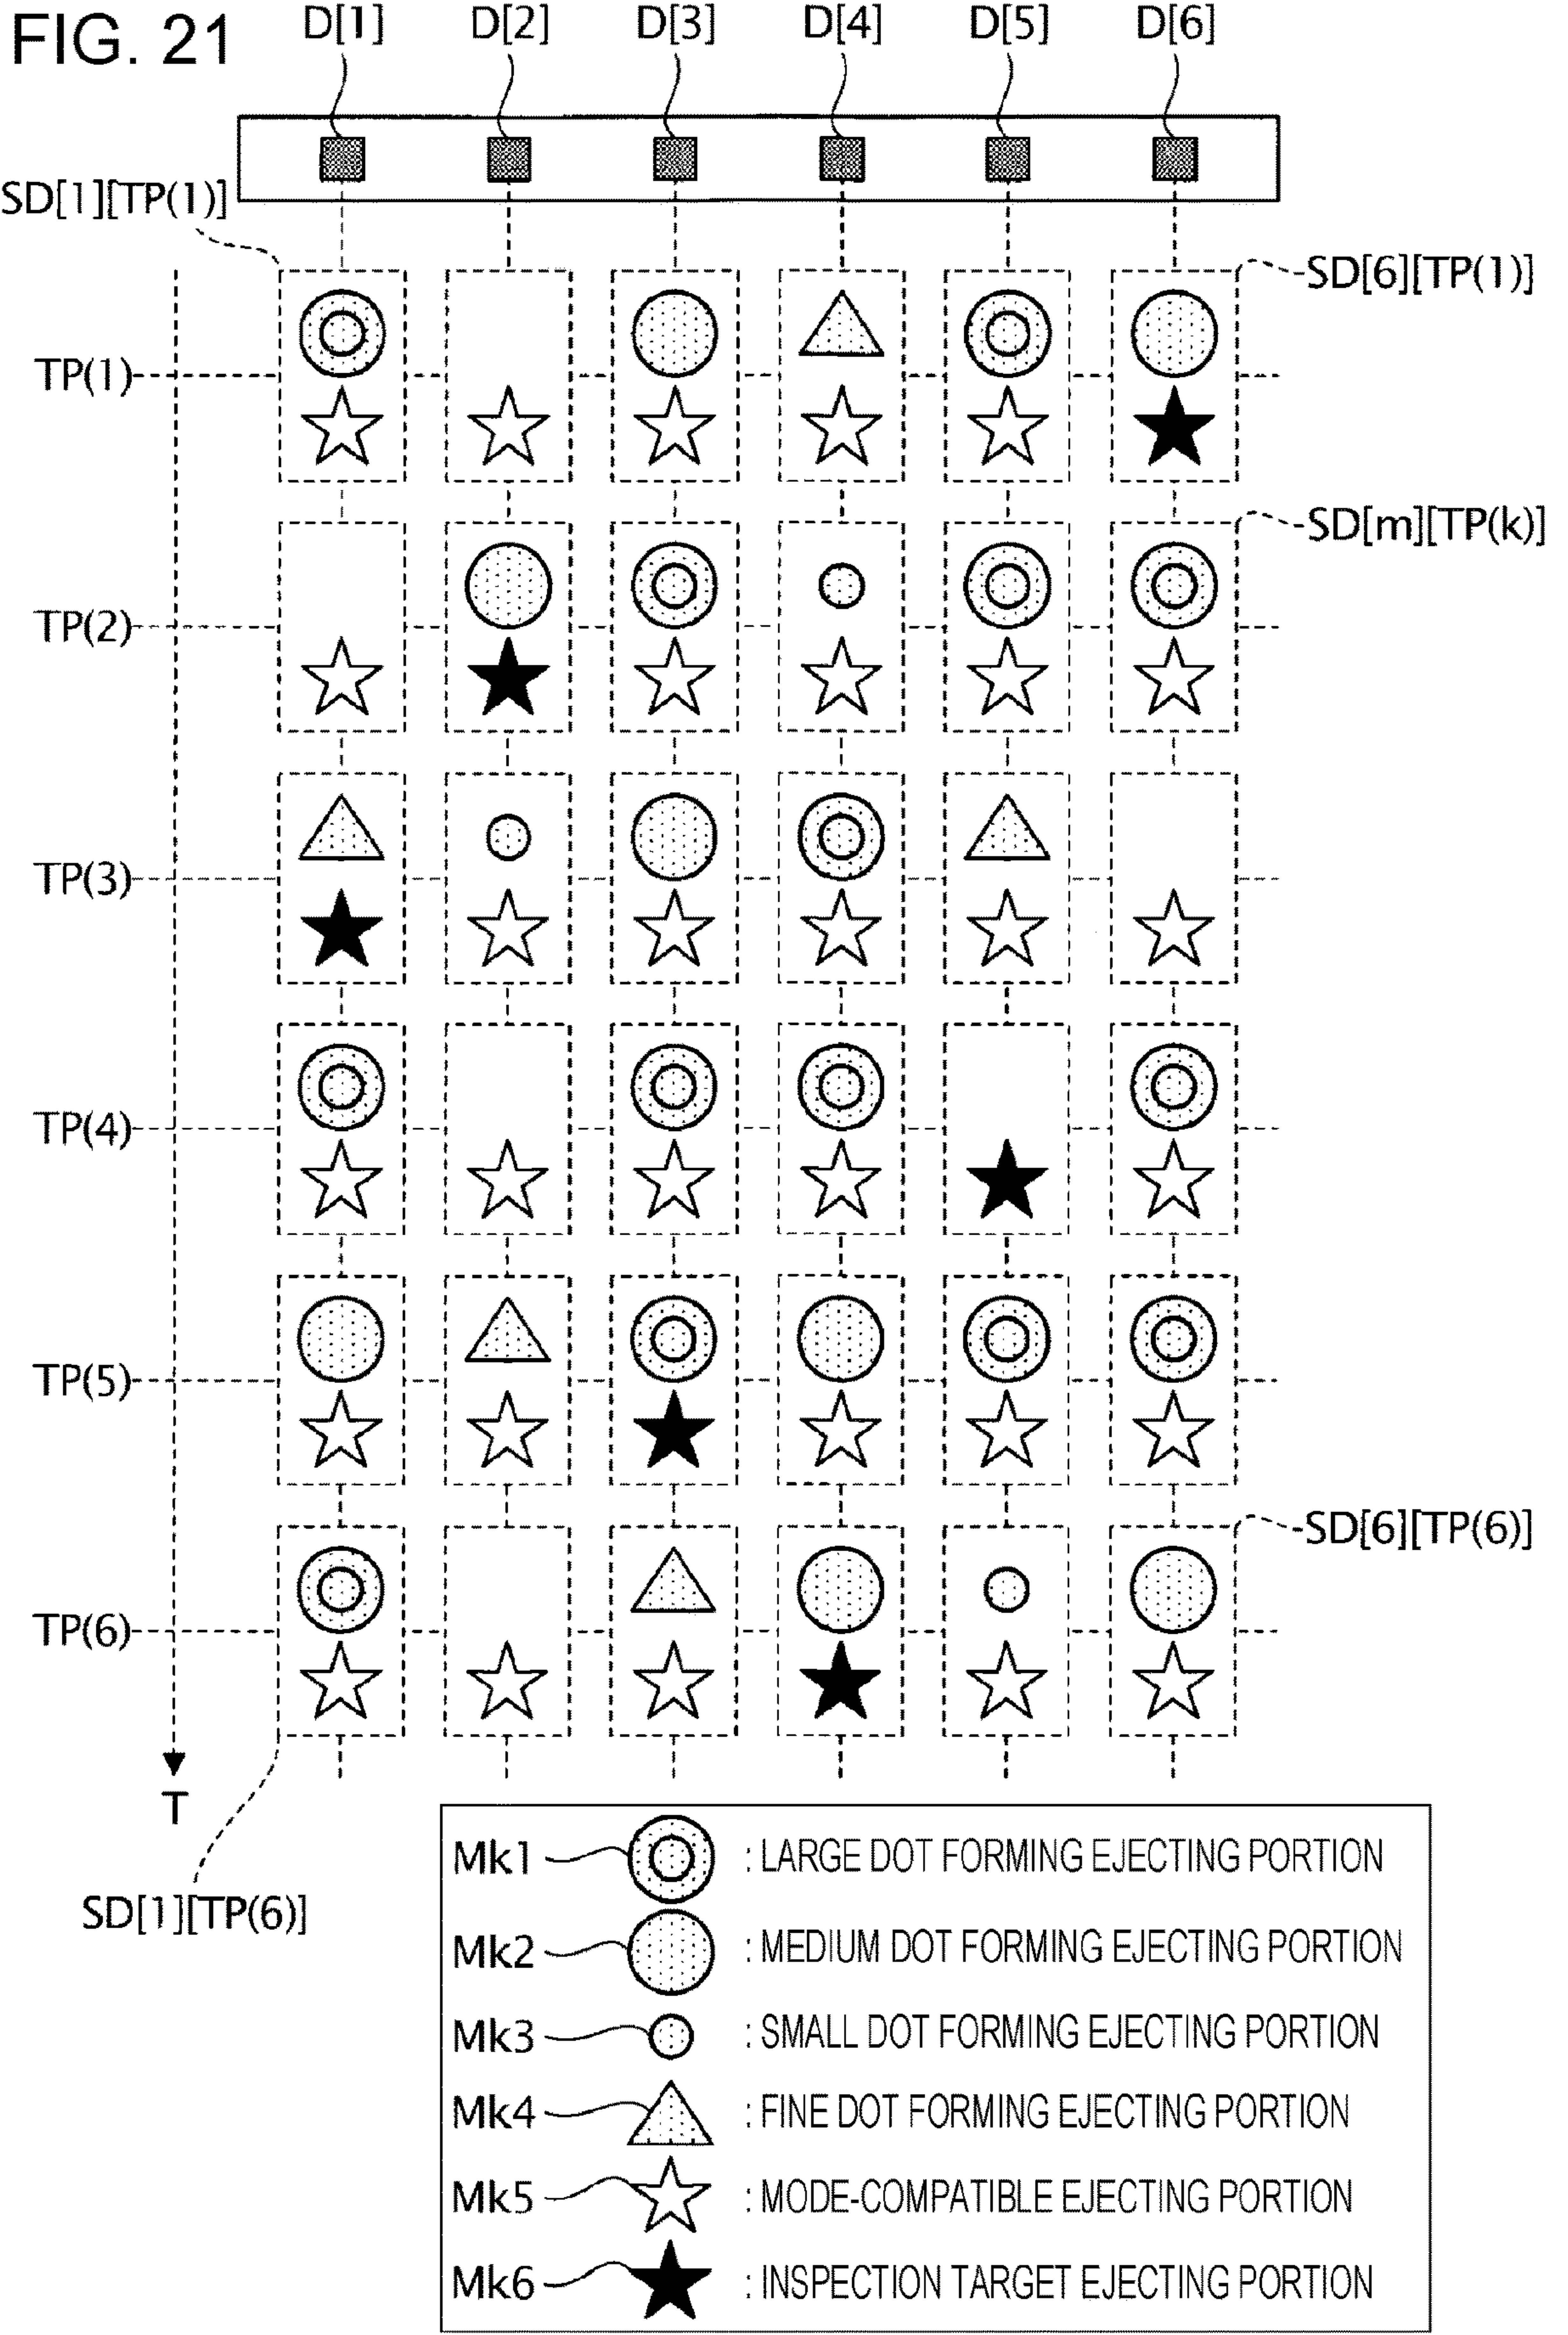 FIG. 21
D[1] D[2] D[3] D[4] D[5] D[6]
SD[1][TP(1)]
SD[6][TP(1)]
TP(1)
SD[m][TP(k)]
TP(2)
TP(3)
TP(4)
TP(5)
SD[6][TP(6)]
TP(6)
T
SD[1][TP(6)]
Mk1 : LARGE DOT FORMING EJECTING PORTION
Mk2 : MEDIUM DOT FORMING EJECTING PORTION
Mk3 : SMALL DOT FORMING EJECTING PORTION
Mk4 : FINE DOT FORMING EJECTING PORTION
Mk5 : MODE-COMPATIBLE EJECTING PORTION
Mk6 : INSPECTION TARGET EJECTING PORTION